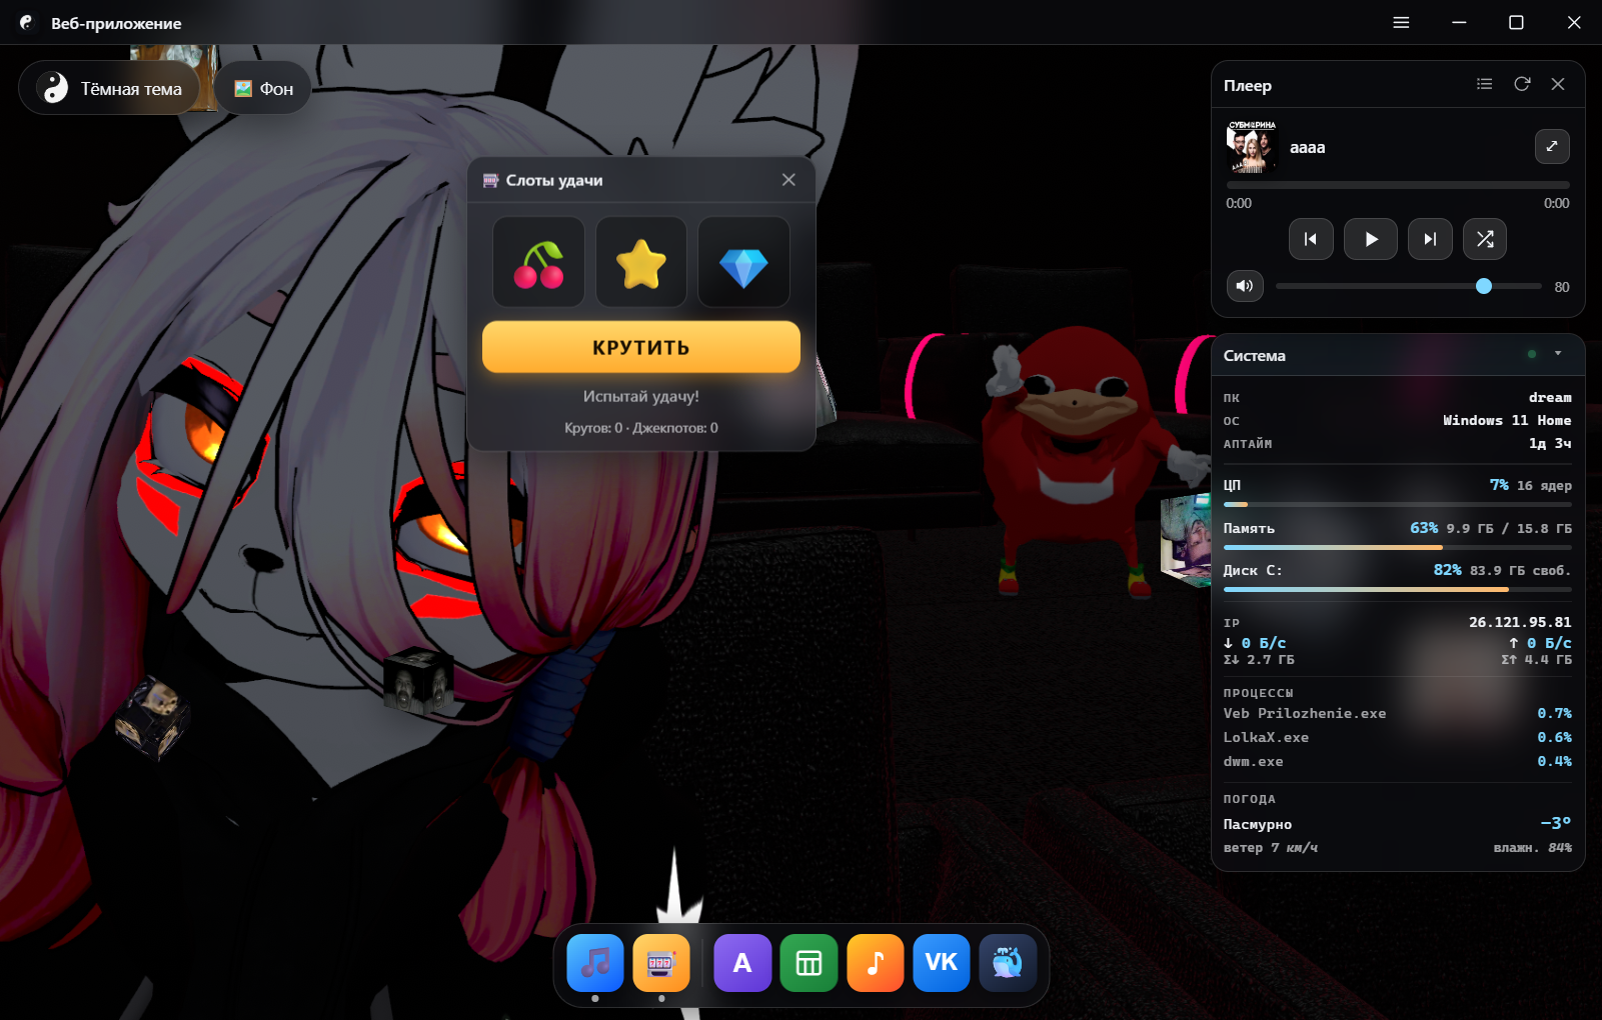 Веб-приложение
Тёмная тема
Фон
Слоты удачи
КРУТИТЬ
Испытай удачу!
Крутов: 0 · Джекпотов: 0
Плеер
СУБМАРИНА
aaaa
0:00 0:00
80
Система
ПК dream
ОС Windows 11 Home
АПТАЙМ 1д 3ч
ЦП 7% 16 ядер
Память 63% 9.9 ГБ / 15.8 ГБ
Диск C: 82% 83.9 ГБ своб.
IP 26.121.95.81
↓ 0 Б/с ↑ 0 Б/с
Σ↓ 2.7 ГБ Σ↑ 4.4 ГБ
ПРОЦЕССЫ
Veb Prilozhenie.exe 0.7%
LolkaX.exe 0.6%
dwm.exe 0.4%
ПОГОДА
Пасмурно −3°
ветер 7 км/ч влажн. 84%
777
A
VK